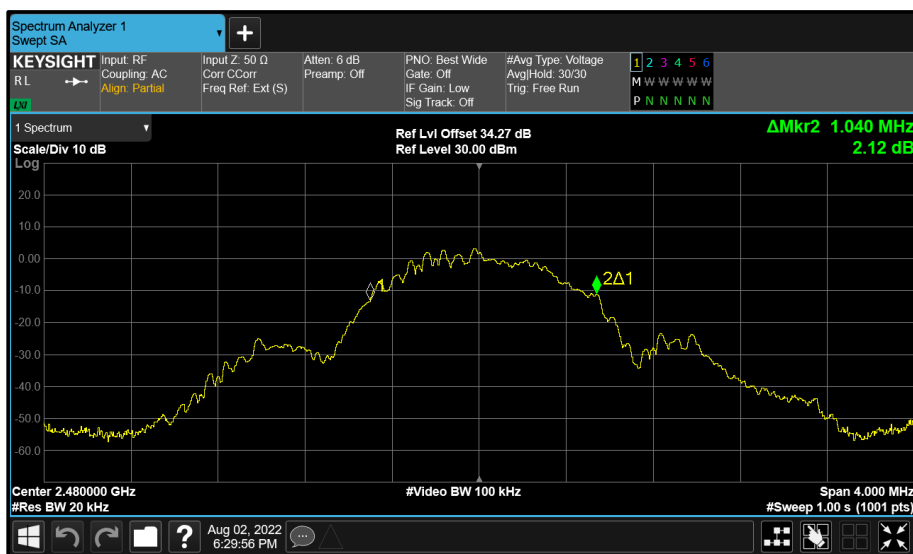 Spectrum Analyzer 1
Swept SA
+
KEYSIGHT
RL
LXI
Input: RF
Coupling: AC
Align: Partial
Input Z: 50 Ω
Corr CCorr
Freq Ref: Ext (S)
Atten: 6 dB
Preamp: Off
PNO: Best Wide
Gate: Off
IF Gain: Low
Sig Track: Off
#Avg Type: Voltage
Avg|Hold: 30/30
Trig: Free Run
1 2 3 4 5 6
M W W W W W
P N N N N N
1 Spectrum
Scale/Div 10 dB
Ref Lvl Offset 34.27 dB
Ref Level 30.00 dBm
ΔMkr2 1.040 MHz
2.12 dB
Log
20.0
10.0
0.00
-10.0
-20.0
-30.0
-40.0
-50.0
-60.0
1
2Δ1
Center 2.480000 GHz
#Res BW 20 kHz
#Video BW 100 kHz
Span 4.000 MHz
#Sweep 1.00 s (1001 pts)
?
Aug 02, 2022
6:29:56 PM